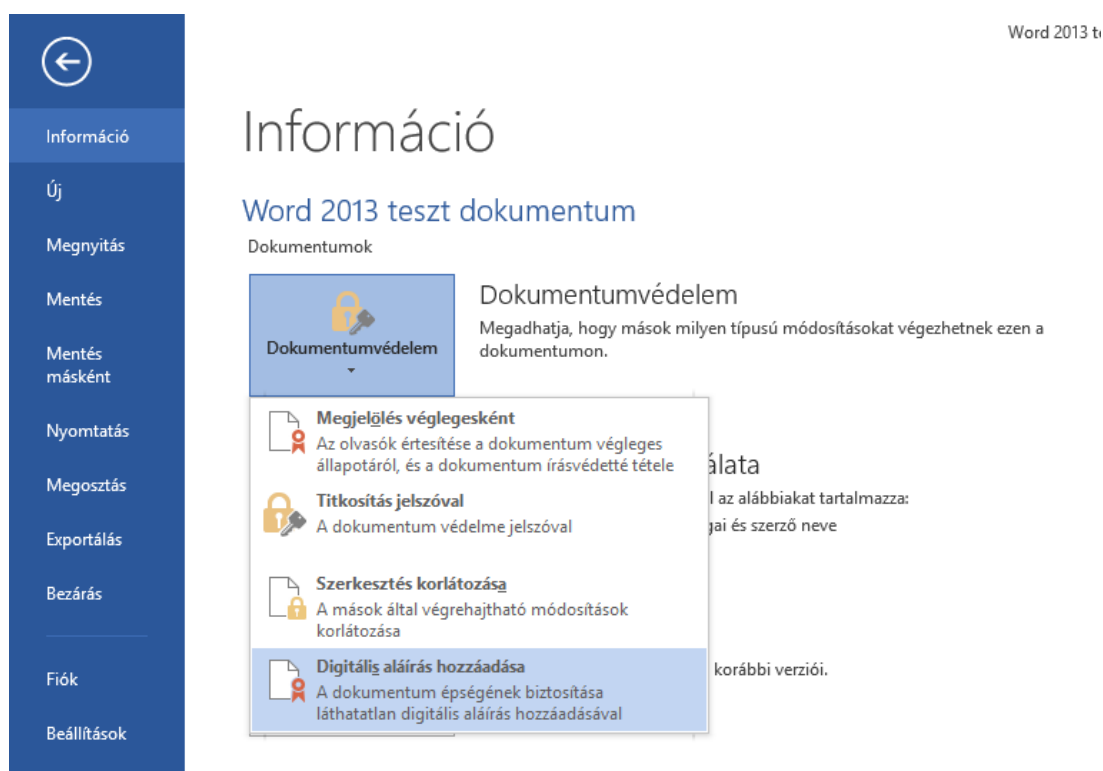 Word 2013 te
Információ
Új
Megnyitás
Mentés
Mentés
másként
Nyomtatás
Megosztás
Exportálás
Bezárás
Fiók
Beállítások
Információ
Word 2013 teszt dokumentum
Dokumentumok
Dokumentumvédelem
Dokumentumvédelem
Megadhatja, hogy mások milyen típusú módosításokat végezhetnek ezen a
dokumentumon.
Megjelölés véglegesként
Az olvasók értesítése a dokumentum végleges
állapotáról, és a dokumentum írásvédetté tétele
Titkosítás jelszóval
A dokumentum védelme jelszóval
Szerkesztés korlátozása
A mások által végrehajtható módosítások
korlátozása
Digitális aláírás hozzáadása
A dokumentum épségének biztosítása
láthatatlan digitális aláírás hozzáadásával
álata
l az alábbiakat tartalmazza:
gai és szerző neve
korábbi verziói.